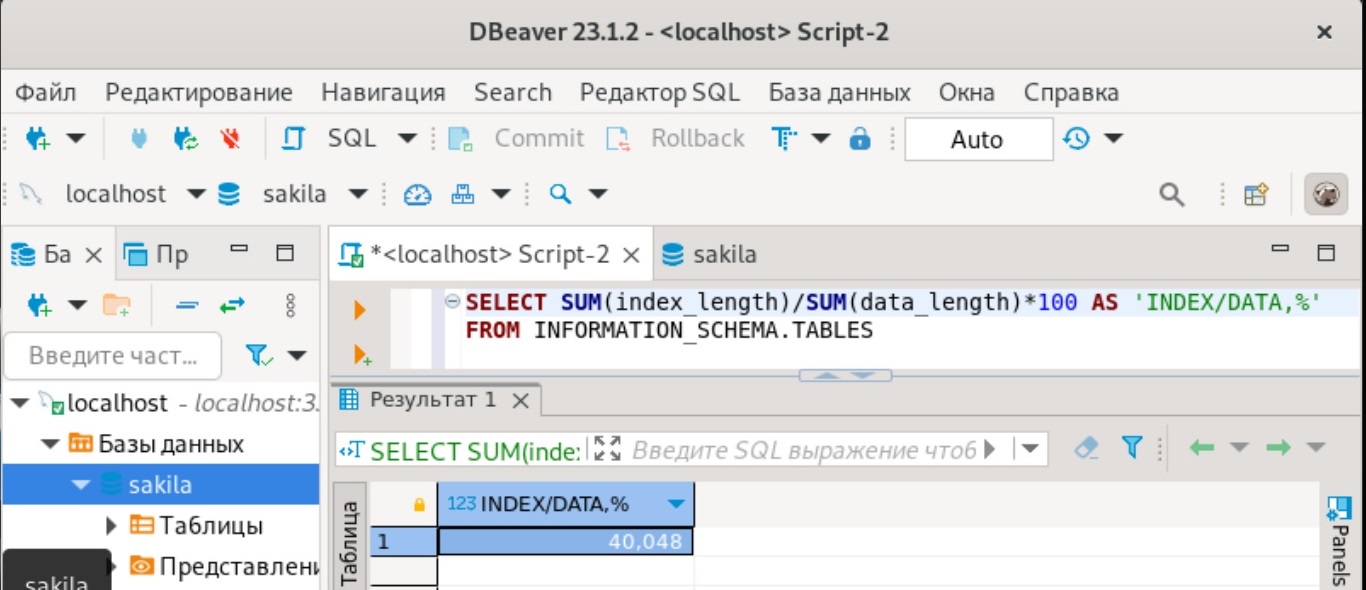 DBeaver 23.1.2 - <localhost> Script-2
Файл Редактирование Навигация Search Редактор SQL База данных Окна Справка
SQL Commit Rollback Auto
localhost sakila
Ба Пр *<localhost> Script-2 sakila
SELECT SUM(index_length)/SUM(data_length)*100 AS 'INDEX/DATA,%'
FROM INFORMATION_SCHEMA.TABLES
Введите част...
localhost - localhost:3.
Базы данных
sakila
Таблицы
Представлени
sakila
Результат 1
SELECT SUM(inde: Введите SQL выражение чтоб
Таблица
123 INDEX/DATA,%
1 40,048
Panels